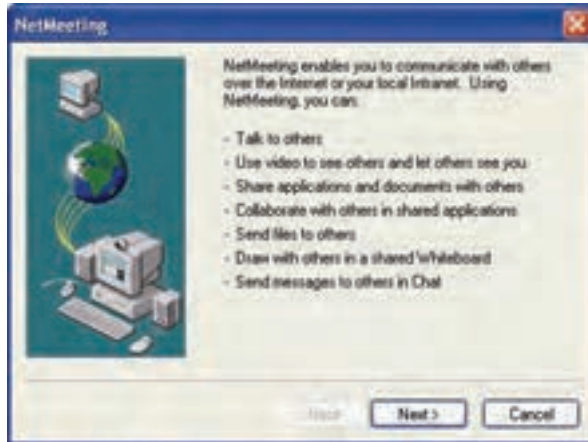 NetMeeting
NetMeeting enables you to communicate with others
over the Internet or your local Intranet. Using
NetMeeting, you can:
- Talk to others
- Use video to see others and let others see you
- Share applications and documents with others
- Collaborate with others in shared applications
- Send files to others
- Draw with others in a shared Whiteboard
- Send messages to others in Chat
Next >
Cancel